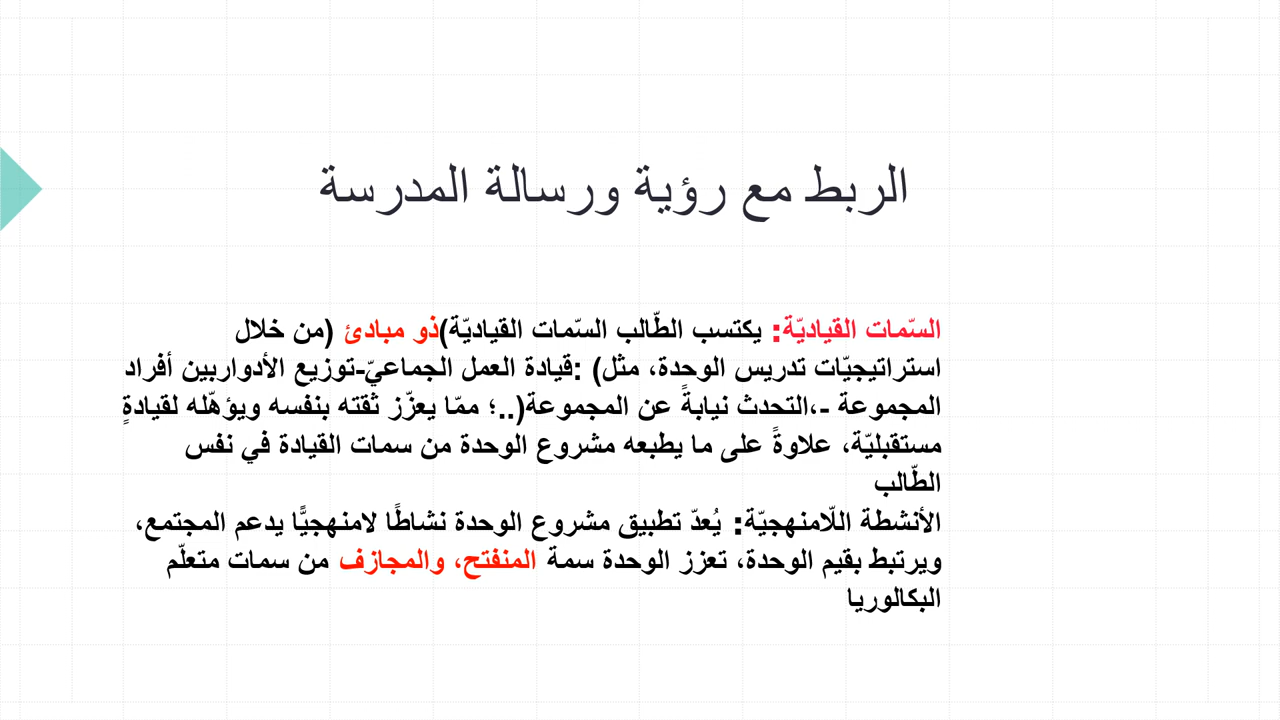 الربط مع رؤية ورسالة المدرسة
السّمات القياديّة: يكتسب الطّالب السّمات القياديّة)ذو مبادئ (من خلال
استراتيجيّات تدريس الوحدة، مثل) :قيادة العمل الجماعيّ-توزيع الأدواربين أفراد
المجموعة -،التحدث نيابةً عن المجموعة(..؛ ممّا يعزّز ثقته بنفسه ويؤهّله لقيادةٍ
مستقبليّة، علاوةً على ما يطبعه مشروع الوحدة من سمات القيادة في نفس
الطّالب
الأنشطة اللّامنهجيّة: يُعدّ تطبيق مشروع الوحدة نشاطًا لامنهجيًّا يدعم المجتمع،
ويرتبط بقيم الوحدة، تعزز الوحدة سمة المنفتح، والمجازف من سمات متعلّم
البكالوريا